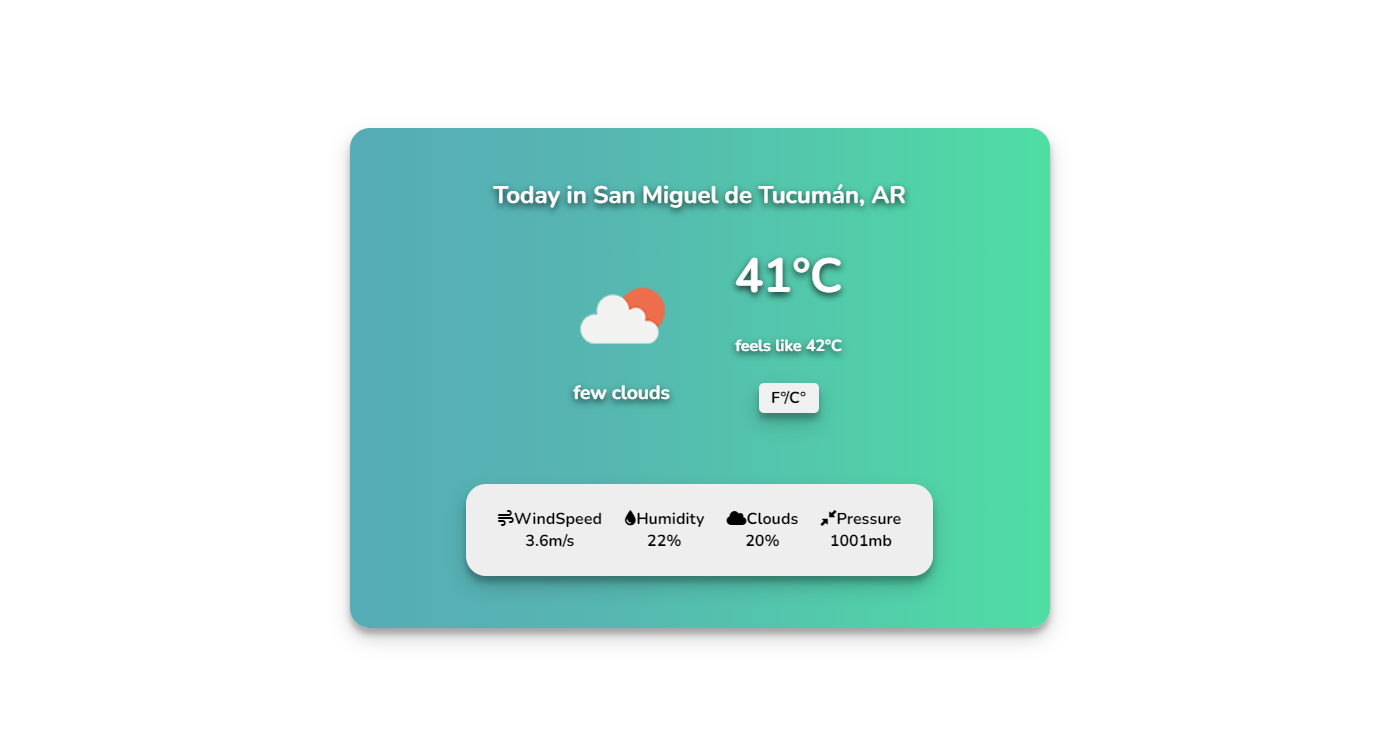 Today in San Miguel de Tucumán, AR
41°C
feels like 42°C
few clouds
F°/C°
WindSpeed Humidity Clouds Pressure
3.6m/s 22% 20% 1001mb